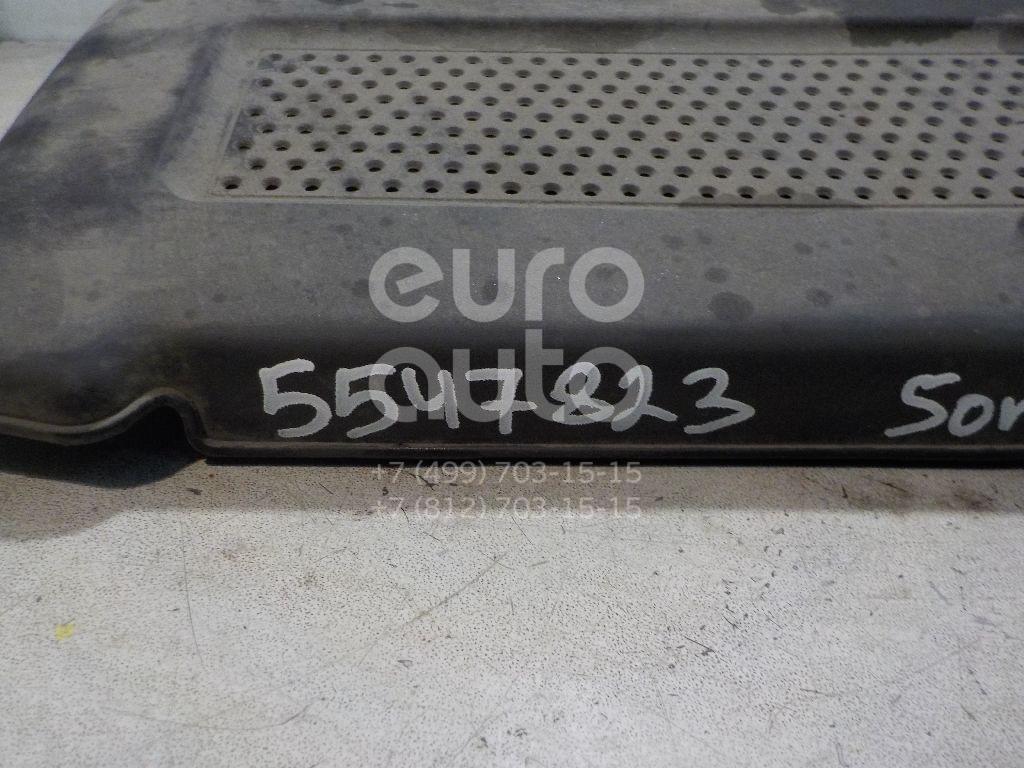 euro
auto
5547823 Sor
+7 (499) 703-15-15
+7 (812) 703-15-15